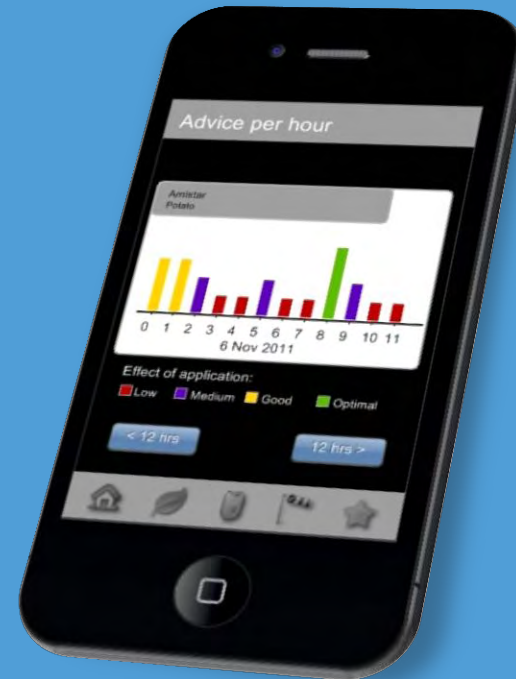 Advice per hour
Amistar
Potato
0 1 2 3 4 5 6 7 8 9 10 11
6 Nov 2011
Effect of application:
Low Medium Good Optimal
< 12 hrs
12 hrs >